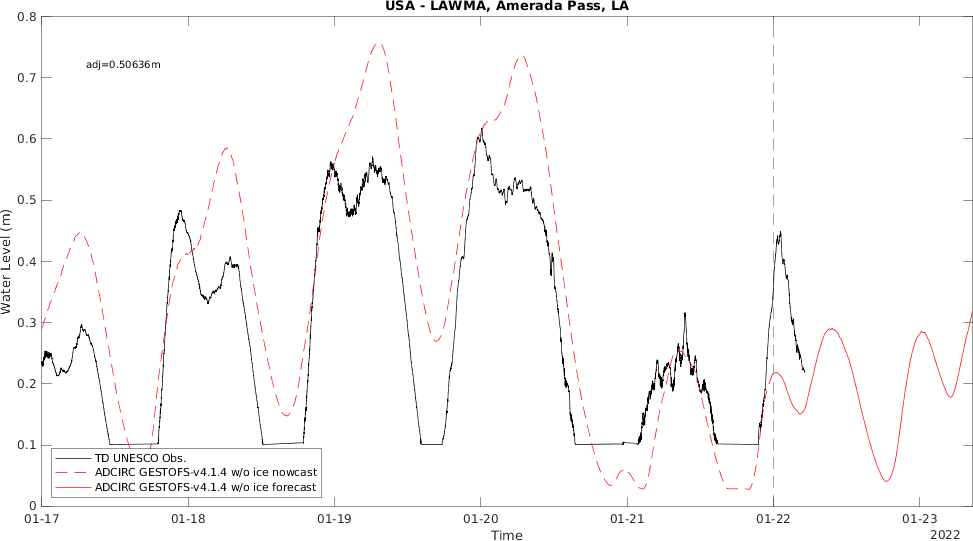 USA - LAWMA, Amerada Pass, LA
adj=0.50636m
Water Level (m)
0.8
0.7
0.6
0.5
0.4
0.3
0.2
0.1
0
TD UNESCO Obs.
ADCIRC GESTOFS-v4.1.4 w/o ice nowcast
ADCIRC GESTOFS-v4.1.4 w/o ice forecast
01-17 01-18 01-19 01-20 01-21 01-22 01-23
Time
2022